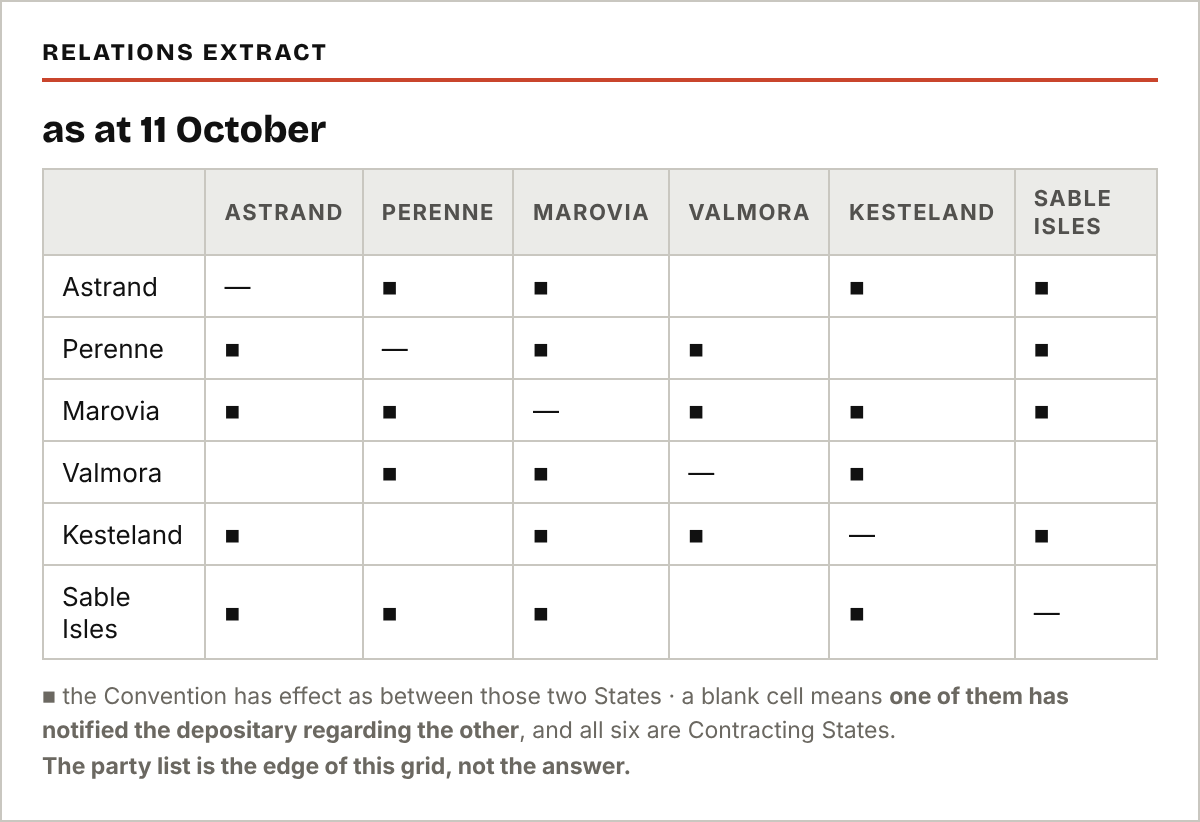 RELATIONS EXTRACT
as at 11 October
ASTRAND PERENNE MAROVIA VALMORA KESTELAND SABLE ISLES
Astrand — ■ ■ ■ ■
Perenne ■ — ■ ■ ■
Marovia ■ ■ — ■ ■ ■
Valmora ■ ■ — ■
Kesteland ■ ■ ■ — ■
Sable Isles ■ ■ ■ ■ —
■ the Convention has effect as between those two States · a blank cell means one of them has
notified the depositary regarding the other, and all six are Contracting States.
The party list is the edge of this grid, not the answer.